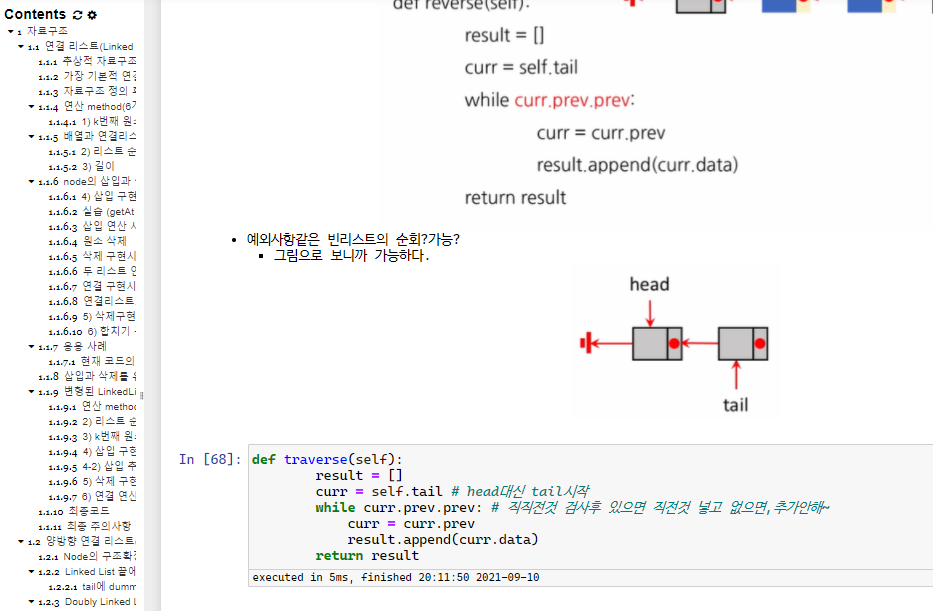 Contents
1 자료구조
1.1 연결 리스트(Linked
1.1.1 추상적 자료구조
1.1.2 가장 기본적 연
1.1.3 자료구조 정의
1.1.4 연산 method(6
1.1.4.1 1) k번째 원
1.1.5 배열과 연결리스
1.1.5.1 2) 리스트 순
1.1.5.2 3) 길이
1.1.6 node의 삽입과
1.1.6.1 4) 삽입 구현
1.1.6.2 실습 (getAt
1.1.6.3 삽입 연산
1.1.6.4 원소 삭제
1.1.6.5 삭제 구현시
1.1.6.6 두 리스트
1.1.6.7 연결 구현시
1.1.6.8 연결리스트
1.1.6.9 5) 삭제구현
1.1.6.10 6) 합치기
1.1.7 응용 사례
1.1.7.1 현재 코드의
1.1.8 삽입과 삭제를
1.1.9 변형된 LinkedLi
1.1.9.1 연산 metho
1.1.9.2 2) 리스트 순
1.1.9.3 3) k번째 원
1.1.9.4 4) 삽입 구현
1.1.9.5 4-2) 삽입 추
1.1.9.6 5) 삭제 구현
1.1.9.7 6) 연결 연산
1.1.10 최종코드
1.1.11 최종 주의사항
1.2 양방향 연결 리스트
1.2.1 Node의 구조확
1.2.2 Linked List 끝에
1.2.2.1 tail에 dumm
1.2.3 Doubly Linked L
def reverse(self):
result = []
curr = self.tail
while curr.prev.prev:
curr = curr.prev
result.append(curr.data)
return result
예외사항같은 빈리스트의 순회?가능?
그림으로 보니까 가능하다.
head
tail
In [68]:
def traverse(self):
result = []
curr = self.tail # head대신 tail시작
while curr.prev.prev: # 직직전것 검사후 있으면 직전것 넣고 없으면,추가안해~
curr = curr.prev
result.append(curr.data)
return result
executed in 5ms, finished 20:11:50 2021-09-10